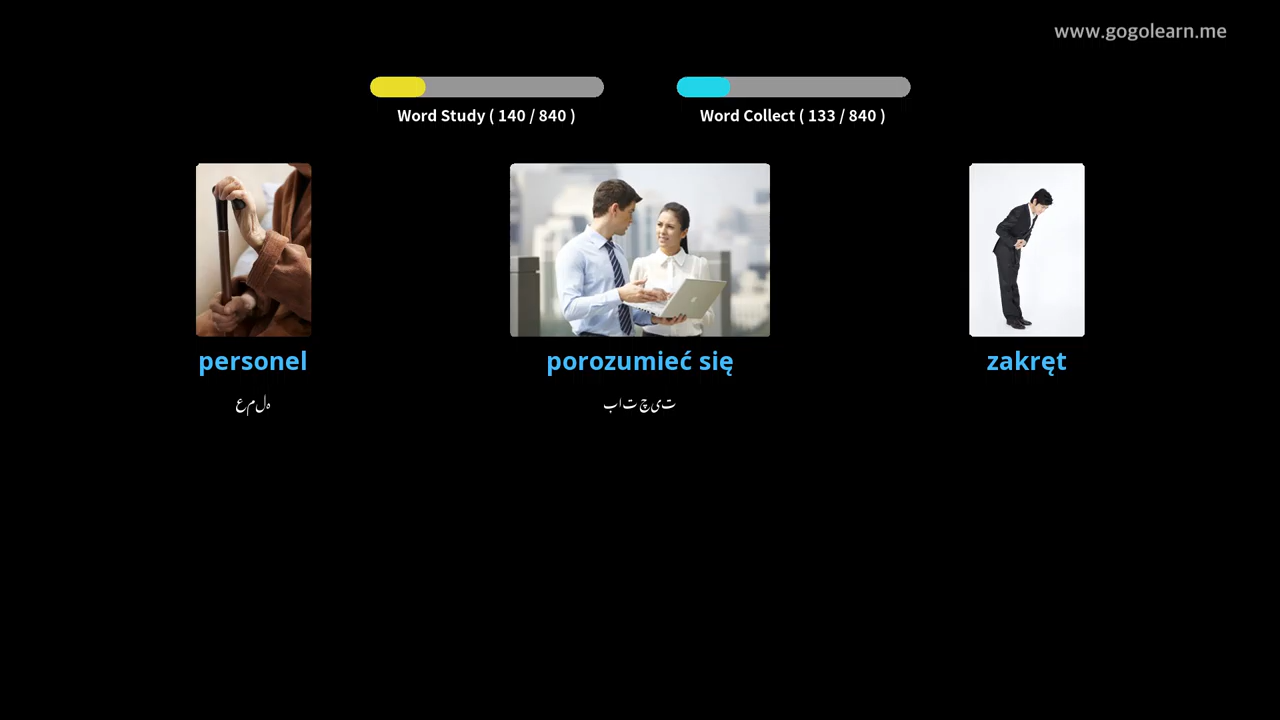 www.gogolearn.me
Word Study ( 140 / 840 )
Word Collect ( 133 / 840 )
personel
porozumieć się
zakręt
عملہ
بات چیت